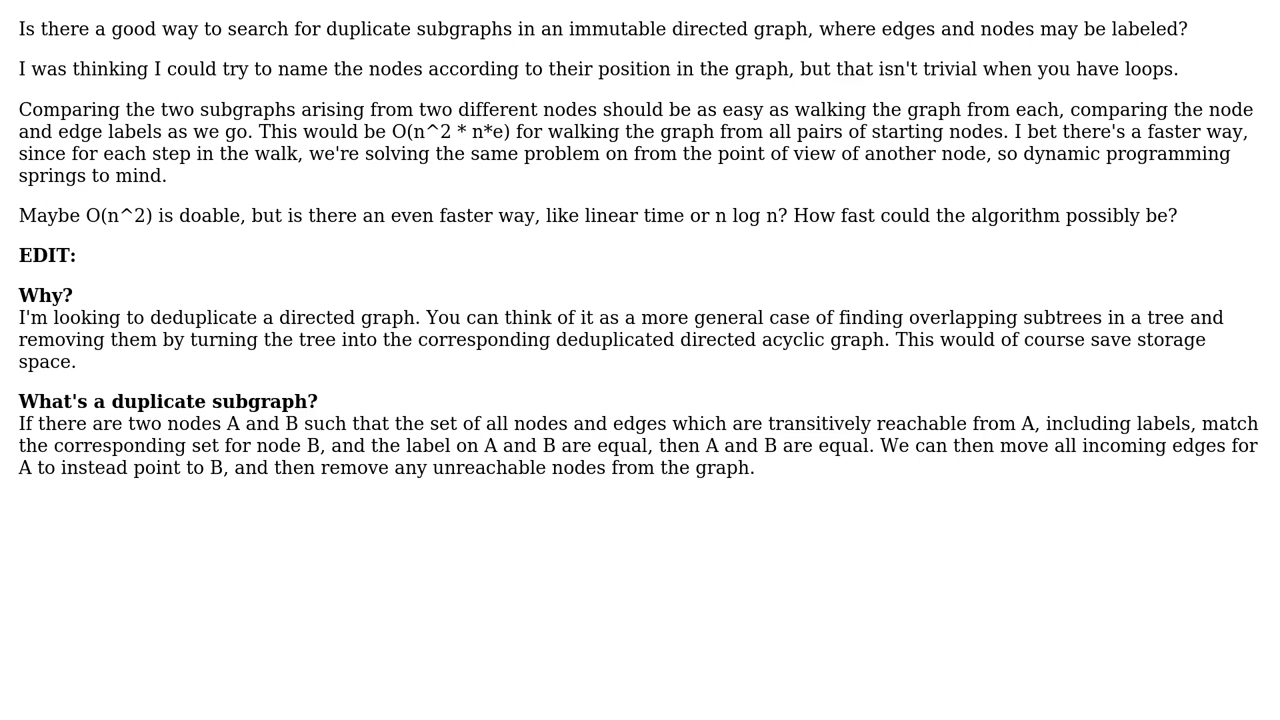 Is there a good way to search for duplicate subgraphs in an immutable directed graph, where edges and nodes may be labeled?
I was thinking I could try to name the nodes according to their position in the graph, but that isn't trivial when you have loops.
Comparing the two subgraphs arising from two different nodes should be as easy as walking the graph from each, comparing the node
and edge labels as we go. This would be O(n^2 * n*e) for walking the graph from all pairs of starting nodes. I bet there's a faster way,
since for each step in the walk, we're solving the same problem on from the point of view of another node, so dynamic programming
springs to mind.
Maybe O(n^2) is doable, but is there an even faster way, like linear time or n log n? How fast could the algorithm possibly be?
EDIT:
Why?
I'm looking to deduplicate a directed graph. You can think of it as a more general case of finding overlapping subtrees in a tree and
removing them by turning the tree into the corresponding deduplicated directed acyclic graph. This would of course save storage
space.
What's a duplicate subgraph?
If there are two nodes A and B such that the set of all nodes and edges which are transitively reachable from A, including labels, match
the corresponding set for node B, and the label on A and B are equal, then A and B are equal. We can then move all incoming edges for
A to instead point to B, and then remove any unreachable nodes from the graph.